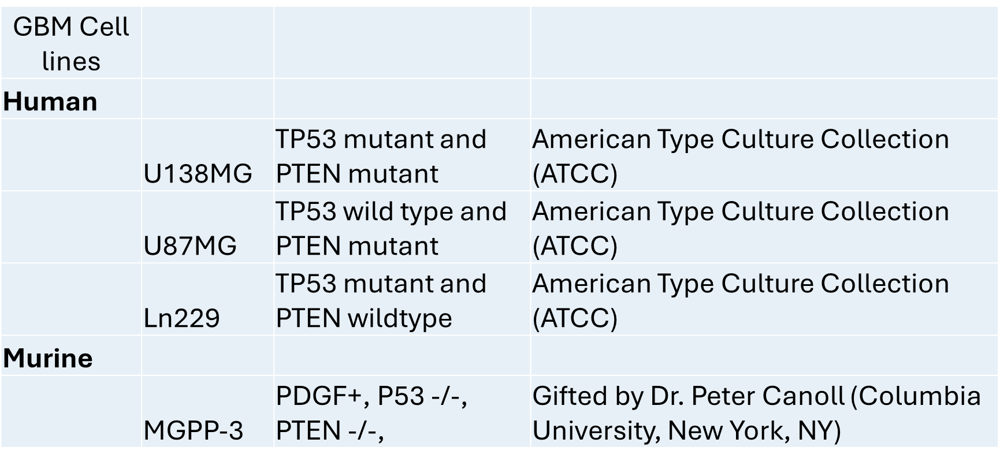 GBM Cell
lines
Human
U138MG
TP53 mutant and
PTEN mutant
American Type Culture Collection
(ATCC)
U87MG
TP53 wild type and
PTEN mutant
American Type Culture Collection
(ATCC)
Ln229
TP53 mutant and
PTEN wildtype
American Type Culture Collection
(ATCC)
Murine
MGPP-3
PDGF+, P53 -/-,
PTEN -/-,
Gifted by Dr. Peter Canoll (Columbia
University, New York, NY)